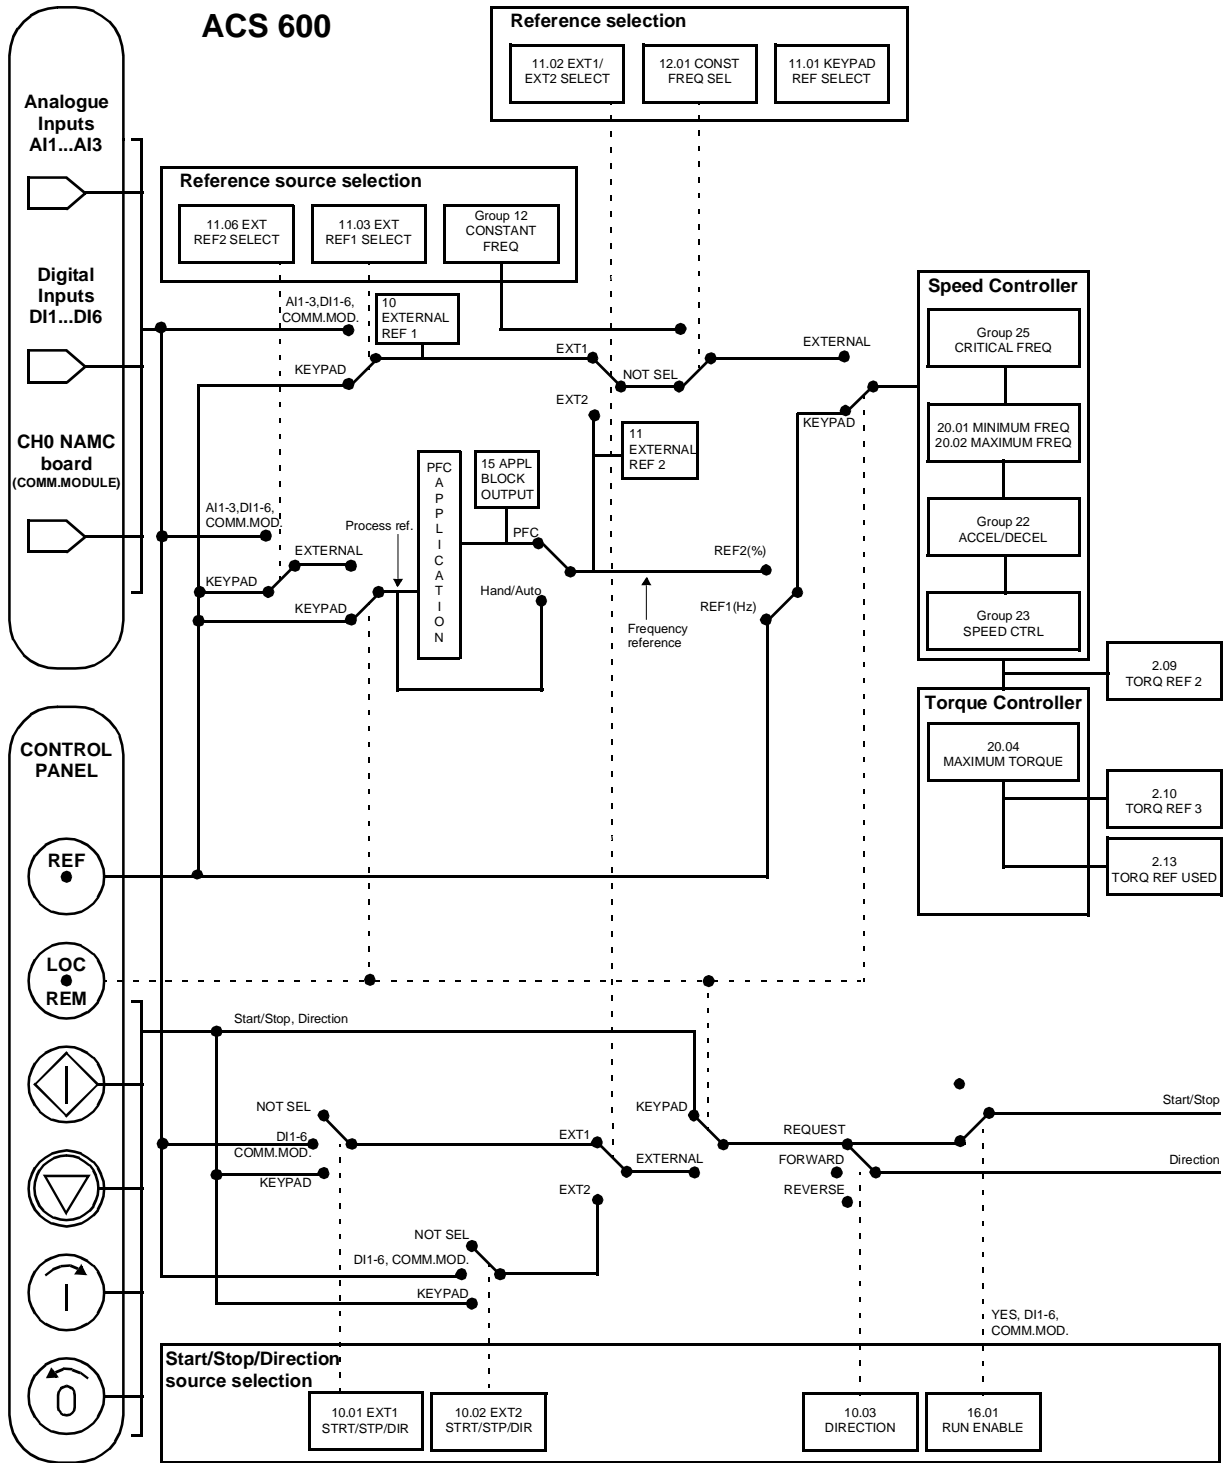 ACS 600
Reference selection
11.02 EXT1/
EXT2 SELECT
12.01 CONST
FREQ SEL
11.01 KEYPAD
REF SELECT
Analogue
Inputs
AI1...AI3
Digital
Inputs
DI1...DI6
CH0 NAMC
board
(COMM.MODULE)
Reference source selection
11.06 EXT
REF2 SELECT
11.03 EXT
REF1 SELECT
Group 12
CONSTANT
FREQ
AI1-3,DI1-6,
COMM.MOD.
10
EXTERNAL
REF 1
KEYPAD
EXT1
NOT SEL
EXTERNAL
EXT2
11
EXTERNAL
REF 2
KEYPAD
Speed Controller
Group 25
CRITICAL FREQ
20.01 MINIMUM FREQ
20.02 MAXIMUM FREQ
Group 22
ACCEL/DECEL
Group 23
SPEED CTRL
AI1-3,DI1-6,
COMM.MOD.
EXTERNAL
KEYPAD
KEYPAD
Process ref.
PFC
A
P
P
L
I
C
A
T
I
O
N
15 APPL
BLOCK
OUTPUT
PFC
Hand/Auto
REF2(%)
REF1(Hz)
Frequency
reference
2.09
TORQ REF 2
Torque Controller
20.04
MAXIMUM TORQUE
2.10
TORQ REF 3
2.13
TORQ REF USED
CONTROL
PANEL
REF
LOC
REM
Start/Stop, Direction
NOT SEL
DI1-6
COMM.MOD.
KEYPAD
EXT1
EXT2
KEYPAD
EXTERNAL
REQUEST
FORWARD
REVERSE
Start/Stop
Direction
NOT SEL
DI1-6, COMM.MOD.
KEYPAD
YES, DI1-6,
COMM.MOD.
Start/Stop/Direction
source selection
10.01 EXT1
STRT/STP/DIR
10.02 EXT2
STRT/STP/DIR
10.03
DIRECTION
16.01
RUN ENABLE